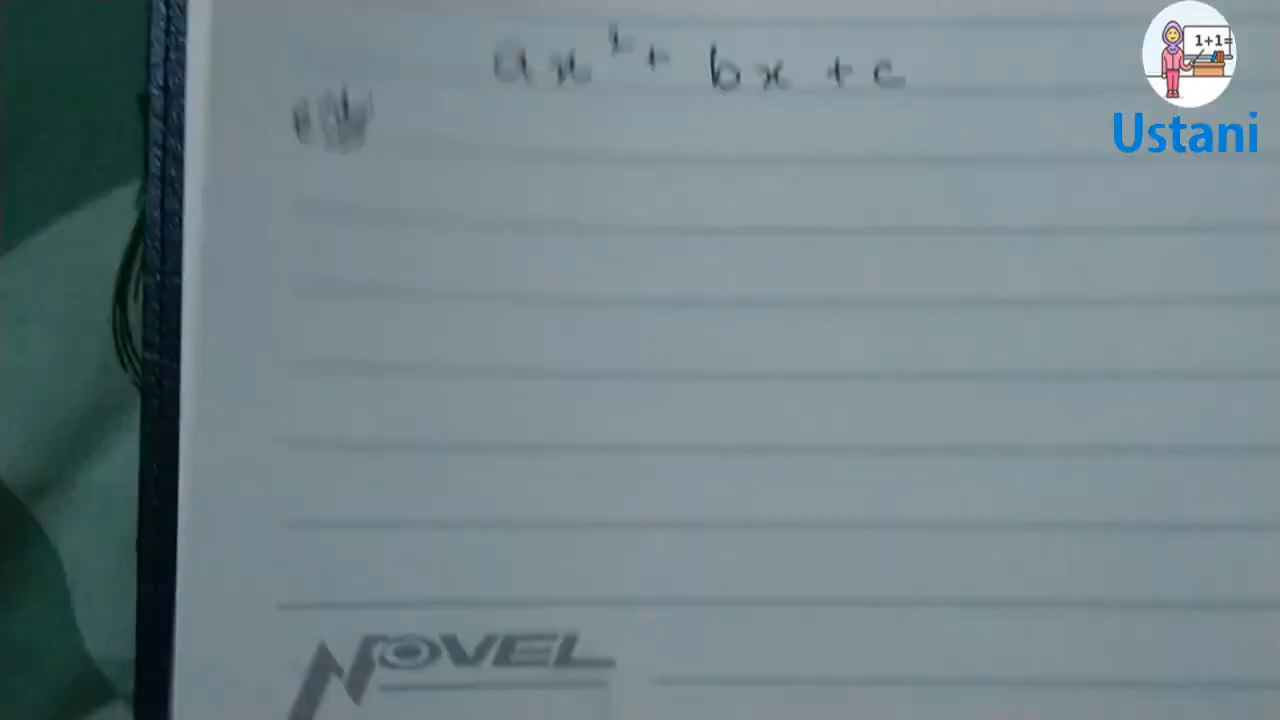 ax² + bx + c
1+1=
Ustani
NOVEL